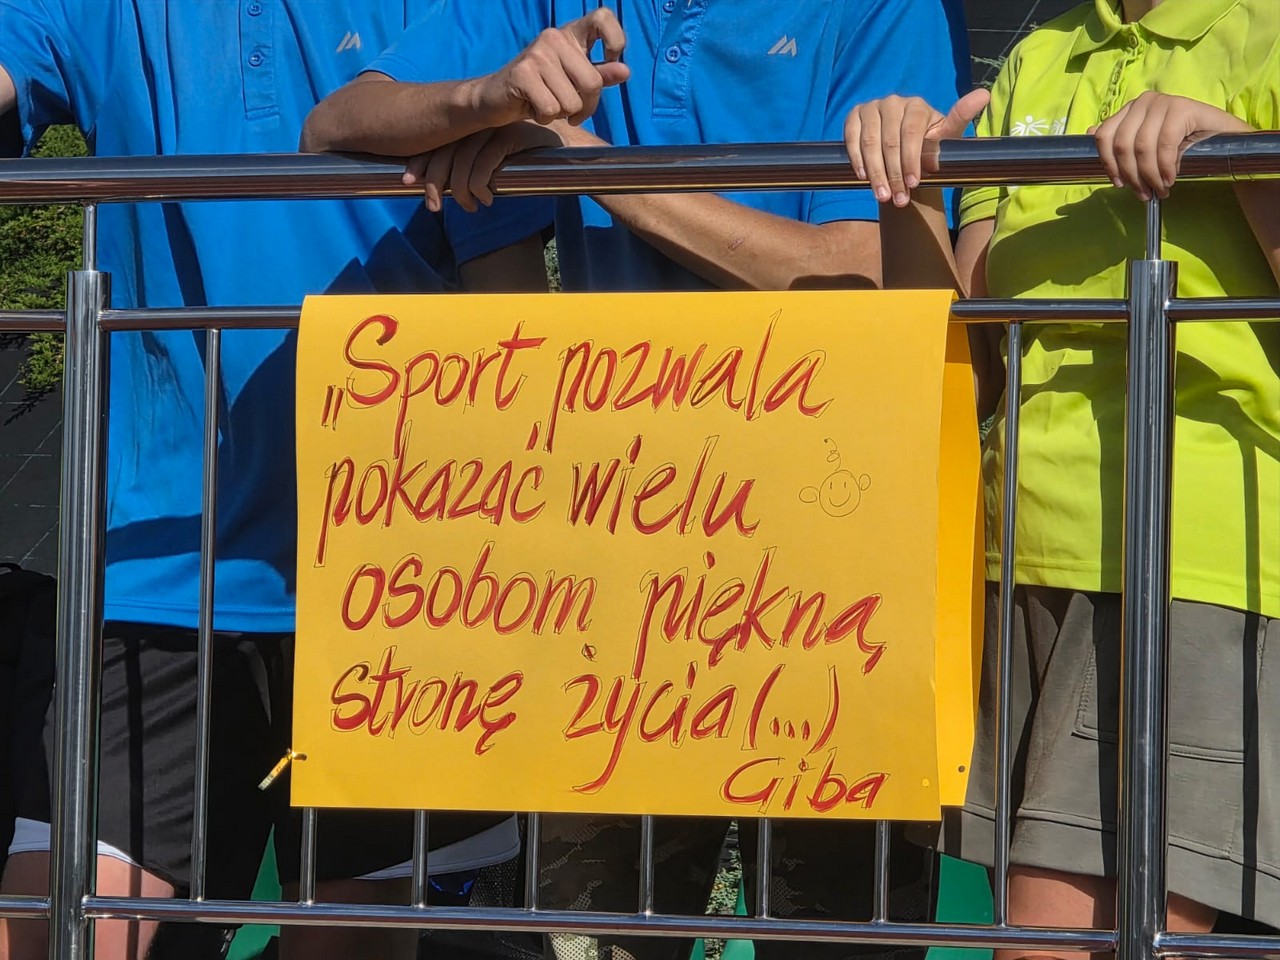 „Sport pozwala
pokazać wielu
osobom piękną
stronę życia (...)
Giba